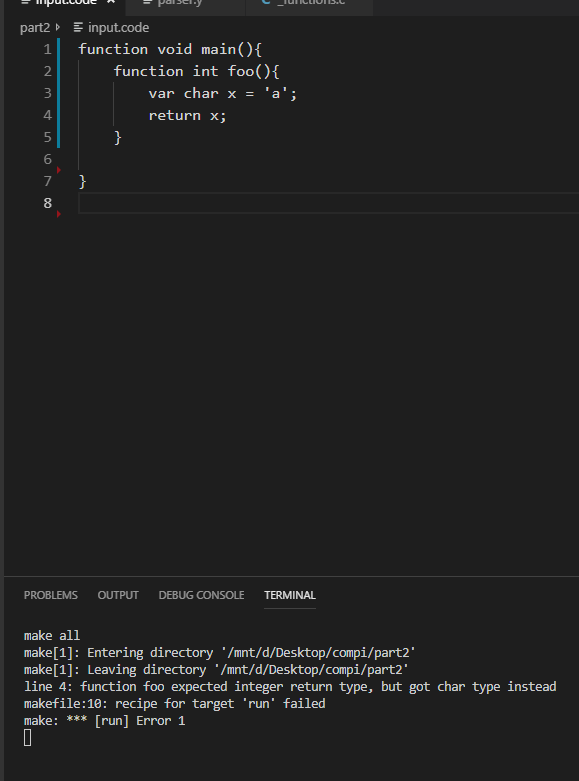 input.code × parser.y _functions.c
part2 input.code
1 function void main(){
2 function int foo(){
3 var char x = 'a';
4 return x;
5 }
6
7 }
8
PROBLEMS OUTPUT DEBUG CONSOLE TERMINAL
make all
make[1]: Entering directory '/mnt/d/Desktop/compi/part2'
make[1]: Leaving directory '/mnt/d/Desktop/compi/part2'
line 4: function foo expected integer return type, but got char type instead
makefile:10: recipe for target 'run' failed
make: *** [run] Error 1